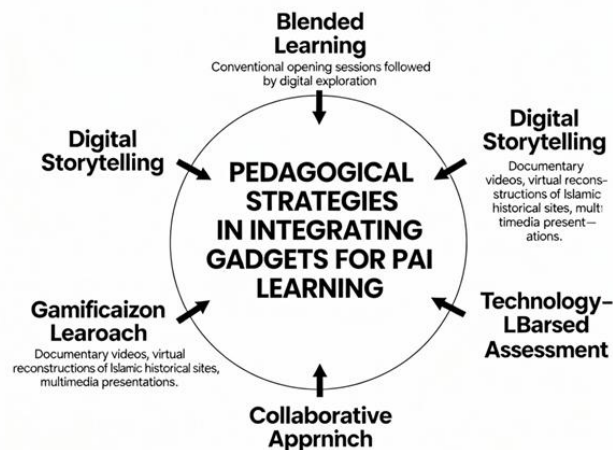 Blended
Learning
Conventional opening sessions followed
by digital exploration
Digital
Storytelling
Digital
Storytelling
Documentary
videos, virtual recons-
structions of Islamic
historical sites, mult
timedia present—
ations.
PEDAGOGICAL
STRATEGIES
IN INTEGRATING
GADGETS FOR PAI
LEARNING
Gamificaizon
Learoach
Documentary videos, virtual
reconstructions of Islamic historical sites,
multimedia presentations.
Technology–
LBarsed
Assessment
Collaborative
Apprninch